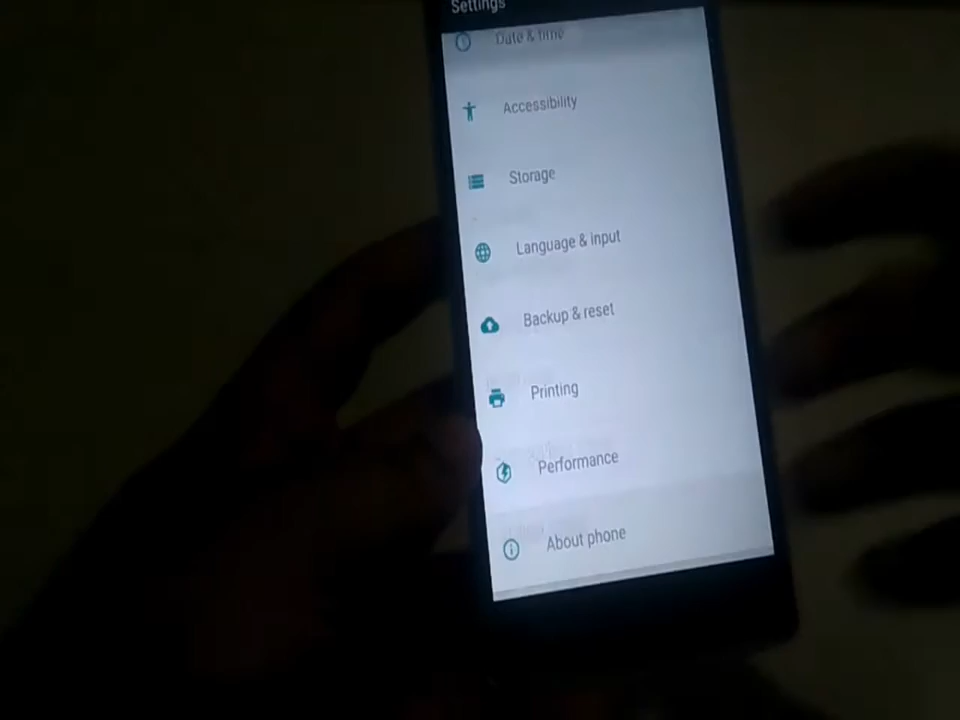 Settings
Date & time
Accessibility
Storage
Language & input
Backup & reset
Printing
Performance
About phone